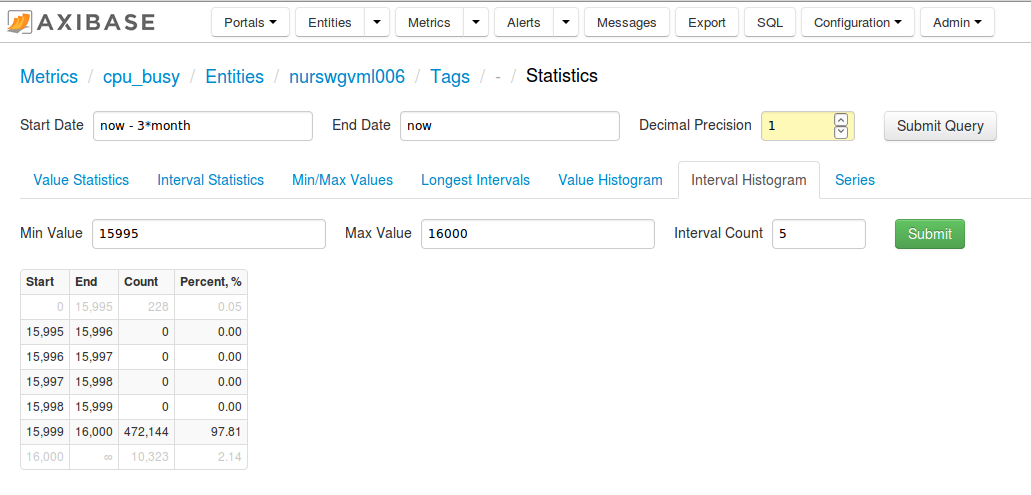 AXIBASE Portals Entities Metrics Alerts Messages Export SQL Configuration Admin
Metrics / cpu_busy / Entities / nurswgvml006 / Tags / - / Statistics
Start Date now - 3*month End Date now Decimal Precision 1 Submit Query
Value Statistics Interval Statistics Min/Max Values Longest Intervals Value Histogram Interval Histogram Series
Min Value 15995 Max Value 16000 Interval Count 5 Submit
Start End Count Percent, %
0 15,995 228 0.05
15,995 15,996 0 0.00
15,996 15,997 0 0.00
15,997 15,998 0 0.00
15,998 15,999 0 0.00
15,999 16,000 472,144 97.81
16,000 ∞ 10,323 2.14